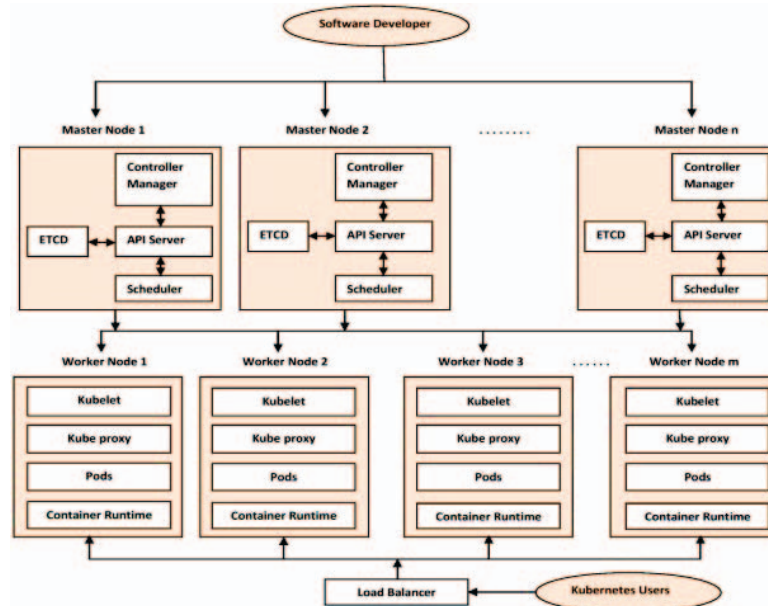 Software Developer
Master Node 1
Master Node 2
........
Master Node n
Controller
Manager
ETCD
API Server
Scheduler
Controller
Manager
ETCD
API Server
Scheduler
Controller
Manager
ETCD
API Server
Scheduler
Worker Node 1
Worker Node 2
Worker Node 3
......
Worker Node m
Kubelet
Kube proxy
Pods
Container Runtime
Kubelet
Kube proxy
Pods
Container Runtime
Kubelet
Kube proxy
Pods
Container Runtime
Kubelet
Kube proxy
Pods
Container Runtime
Load Balancer
Kubernetes Users